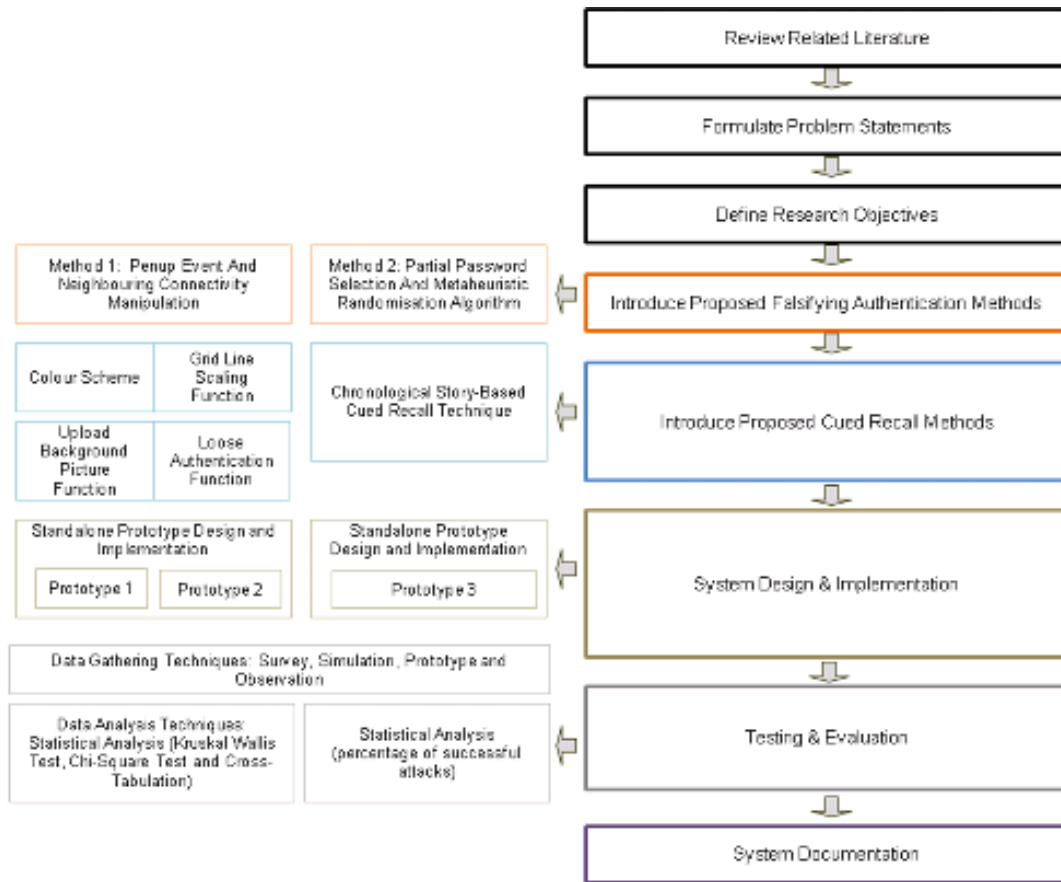 Review Related Literature
Formulate Problem Statements
Define Research Objectives
Method 1: Penup Event And
Neighbouring Connectivity
Manipulation
Method 2: Partial Password
Selection And Metaheuristic
Randomisation Algorithm
Introduce Proposed Falsifying Authentication Methods
Colour Scheme
Grid Line
Scaling
Function
Upload
Background
Picture
Function
Loose
Authentication
Function
Chronological Story-Based
Cued Recall Technique
Introduce Proposed Cued Recall Methods
Standalone Prototype Design and
Implementation
Prototype 1
Prototype 2
Standalone Prototype
Design and Implementation
Prototype 3
System Design & Implementation
Data Gathering Techniques: Survey, Simulation, Prototype and
Observation
Data Analysis Techniques:
Statistical Analysis (Kruskal Wallis
Test, Chi-Square Test and Cross-
Tabulation)
Statistical Analysis
(percentage of successful
attacks)
Testing & Evaluation
System Documentation